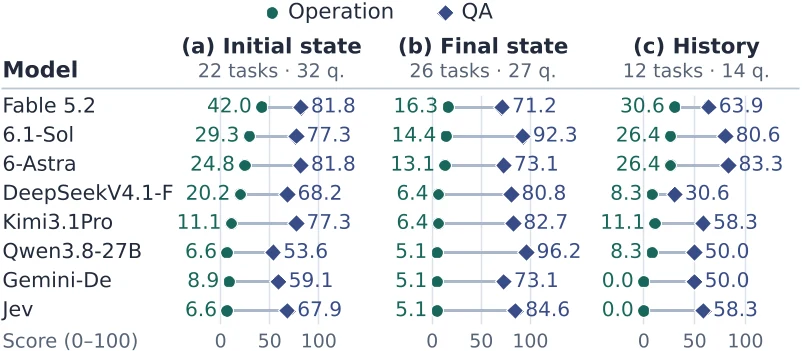 Operation QA
(a) Initial state (b) Final state (c) History
Model 22 tasks · 32 q. 26 tasks · 27 q. 12 tasks · 14 q.
Fable 5.2 42.0 81.8 16.3 71.2 30.6 63.9
6.1-Sol 29.3 77.3 14.4 92.3 26.4 80.6
6-Astra 24.8 81.8 13.1 73.1 26.4 83.3
DeepSeekV4.1-F 20.2 68.2 6.4 80.8 8.3 30.6
Kimi3.1Pro 11.1 77.3 6.4 82.7 11.1 58.3
Qwen3.8-27B 6.6 53.6 5.1 96.2 8.3 50.0
Gemini-De 8.9 59.1 5.1 73.1 0.0 50.0
Jev 6.6 67.9 5.1 84.6 0.0 58.3
Score (0–100) 0 50 100 0 50 100 0 50 100